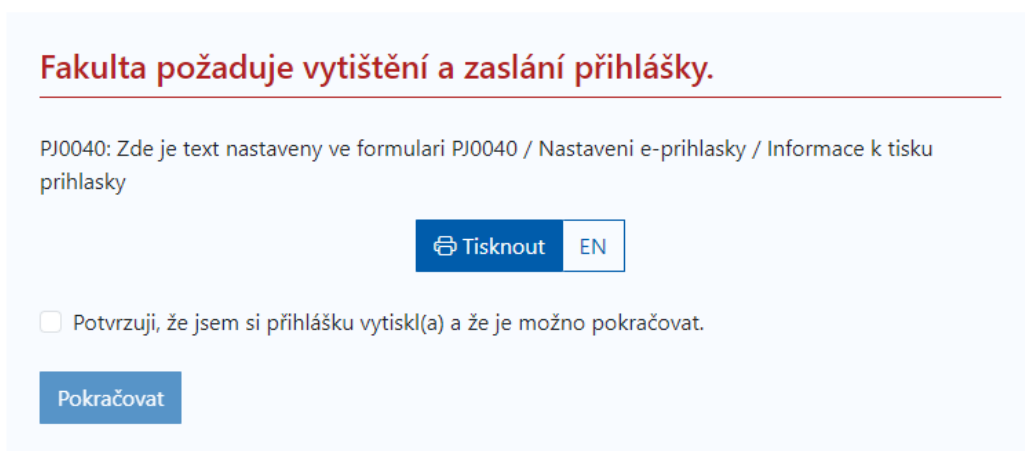 Fakulta požaduje vytištění a zaslání přihlášky.
PJ0040: Zde je text nastaveny ve formulari PJ0040 / Nastaveni e-prihlasky / Informace k tisku
prihlasky
Tisknout EN
Potvrzuji, že jsem si přihlášku vytiskl(a) a že je možno pokračovat.
Pokračovat